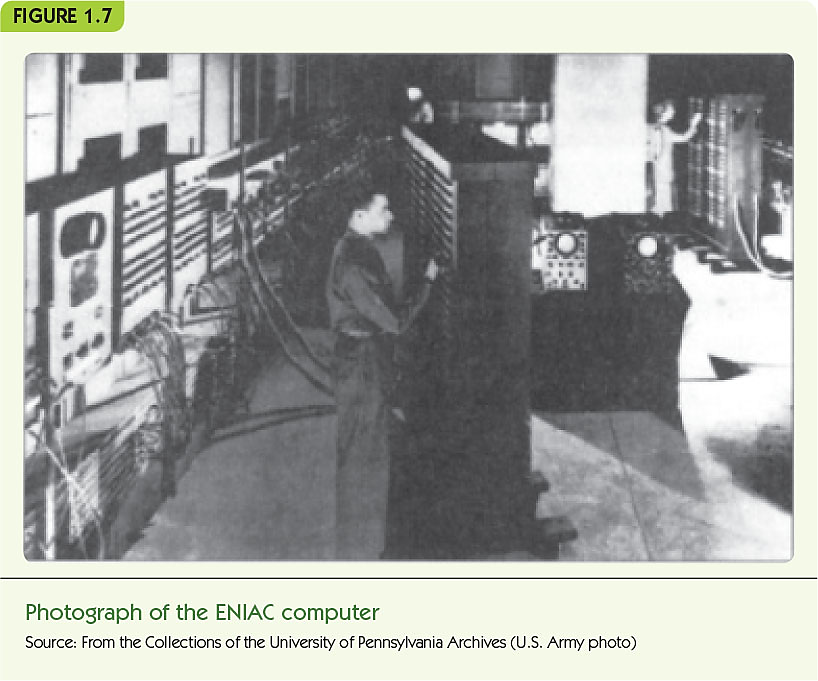 FIGURE 1.7
Photograph of the ENIAC computer
Source: From the Collections of the University of Pennsylvania Archives (U.S. Army photo)